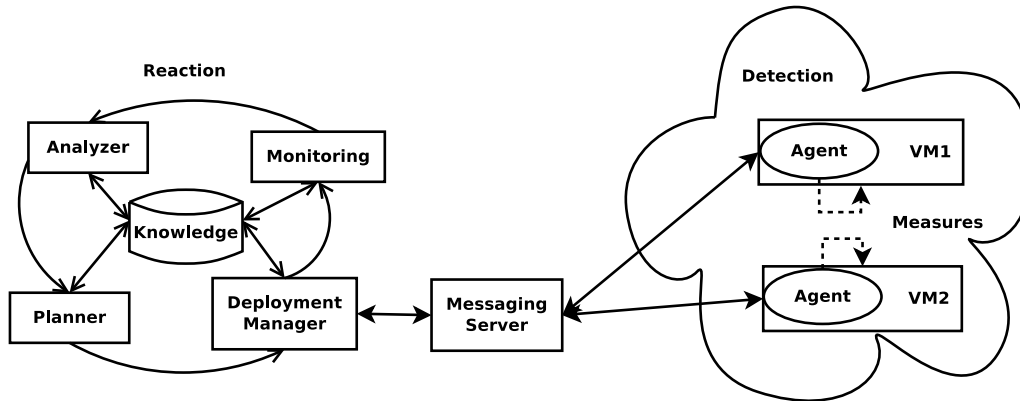 Reaction
Detection
Analyzer
Monitoring
Agent
VM1
Knowledge
Measures
Planner
Deployment
Manager
Messaging
Server
Agent
VM2